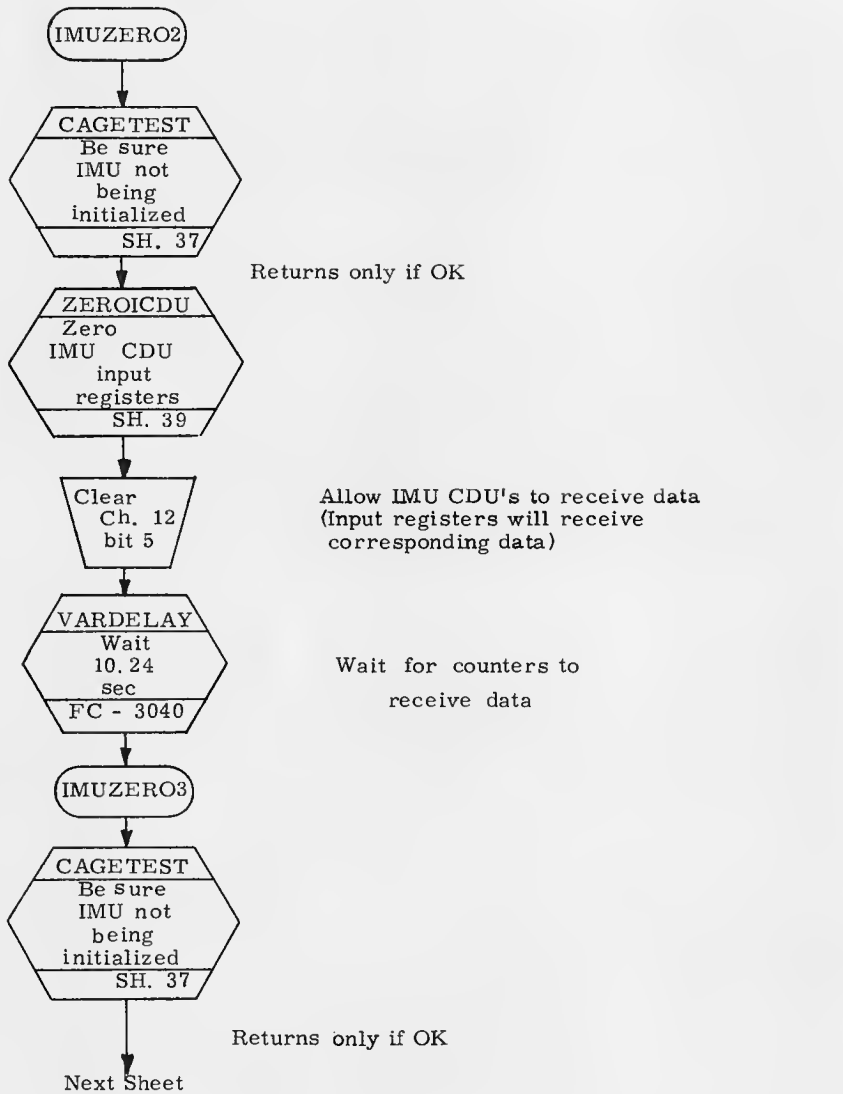 IMUZERO2
CAGETEST
Be sure
IMU not
being
initialized
SH. 37
Returns only if OK
ZEROICDU
Zero
IMU CDU
input
registers
SH. 39
Clear
Ch. 12
bit 5
Allow IMU CDU's to receive data
(Input registers will receive
corresponding data)
VARDELAY
Wait
10.24
sec
FC - 3040
Wait for counters to
receive data
IMUZERO3
CAGETEST
Be sure
IMU not
being
initialized
SH. 37
Returns only if OK
Next Sheet